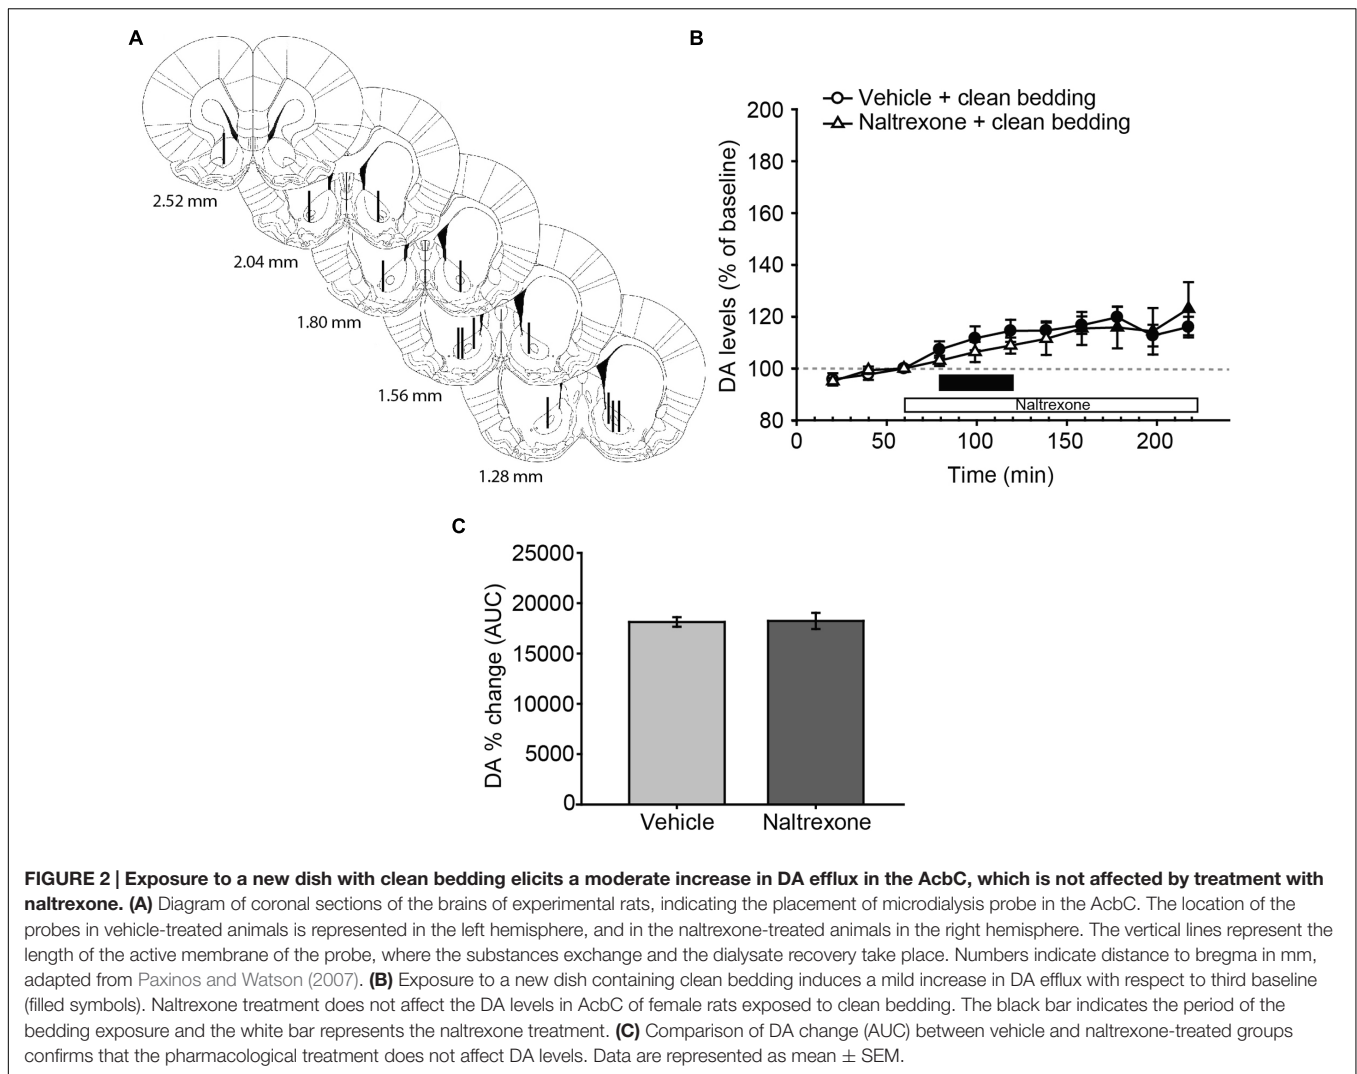 A
2.52 mm
2.04 mm
1.80 mm
1.56 mm
1.28 mm
B
Vehicle + clean bedding
Naltrexone + clean bedding
DA levels (% of baseline)
200
180
160
140
120
100
80
Naltrexone
0
50
100
150
200
Time (min)
C
DA % change (AUC)
25000
20000
15000
10000
5000
0
Vehicle
Naltrexone
FIGURE 2 | Exposure to a new dish with clean bedding elicits a moderate increase in DA efflux in the AcbC, which is not affected by treatment with
naltrexone. (A) Diagram of coronal sections of the brains of experimental rats, indicating the placement of microdialysis probe in the AcbC. The location of the
probes in vehicle-treated animals is represented in the left hemisphere, and in the naltrexone-treated animals in the right hemisphere. The vertical lines represent the
length of the active membrane of the probe, where the substances exchange and the dialysate recovery take place. Numbers indicate distance to bregma in mm,
adapted from Paxinos and Watson (2007). (B) Exposure to a new dish containing clean bedding induces a mild increase in DA efflux with respect to third baseline
(filled symbols). Naltrexone treatment does not affect the DA levels in AcbC of female rats exposed to clean bedding. The black bar indicates the period of the
bedding exposure and the white bar represents the naltrexone treatment. (C) Comparison of DA change (AUC) between vehicle and naltrexone-treated groups
confirms that the pharmacological treatment does not affect DA levels. Data are represented as mean ± SEM.